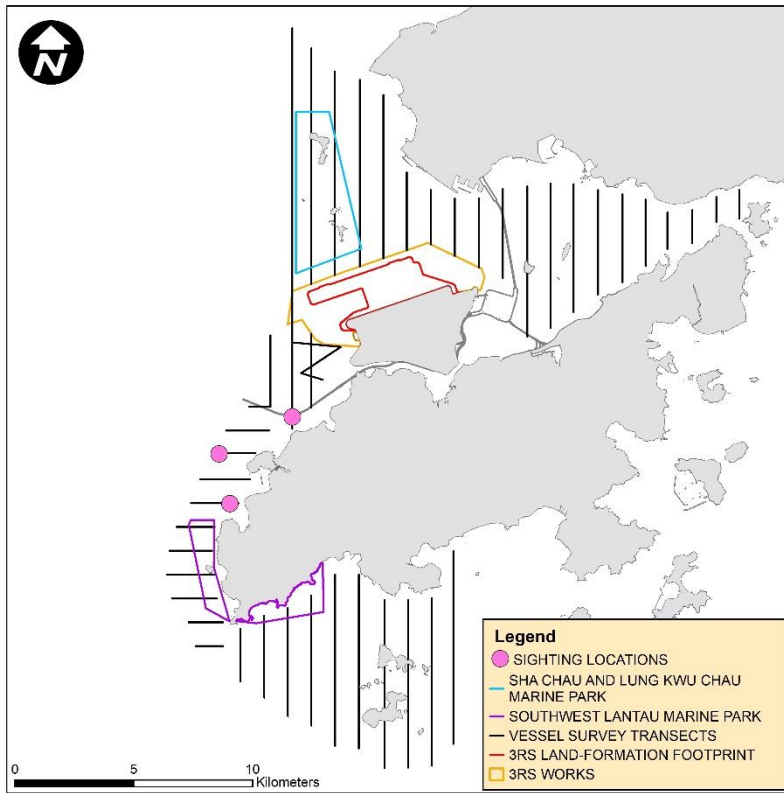 N
Legend
SIGHTING LOCATIONS
SHA CHAU AND LUNG KWU CHAU
MARINE PARK
SOUTHWEST LANTAU MARINE PARK
VESSEL SURVEY TRANSECTS
3RS LAND-FORMATION FOOTPRINT
3RS WORKS
0 5 10
Kilometers